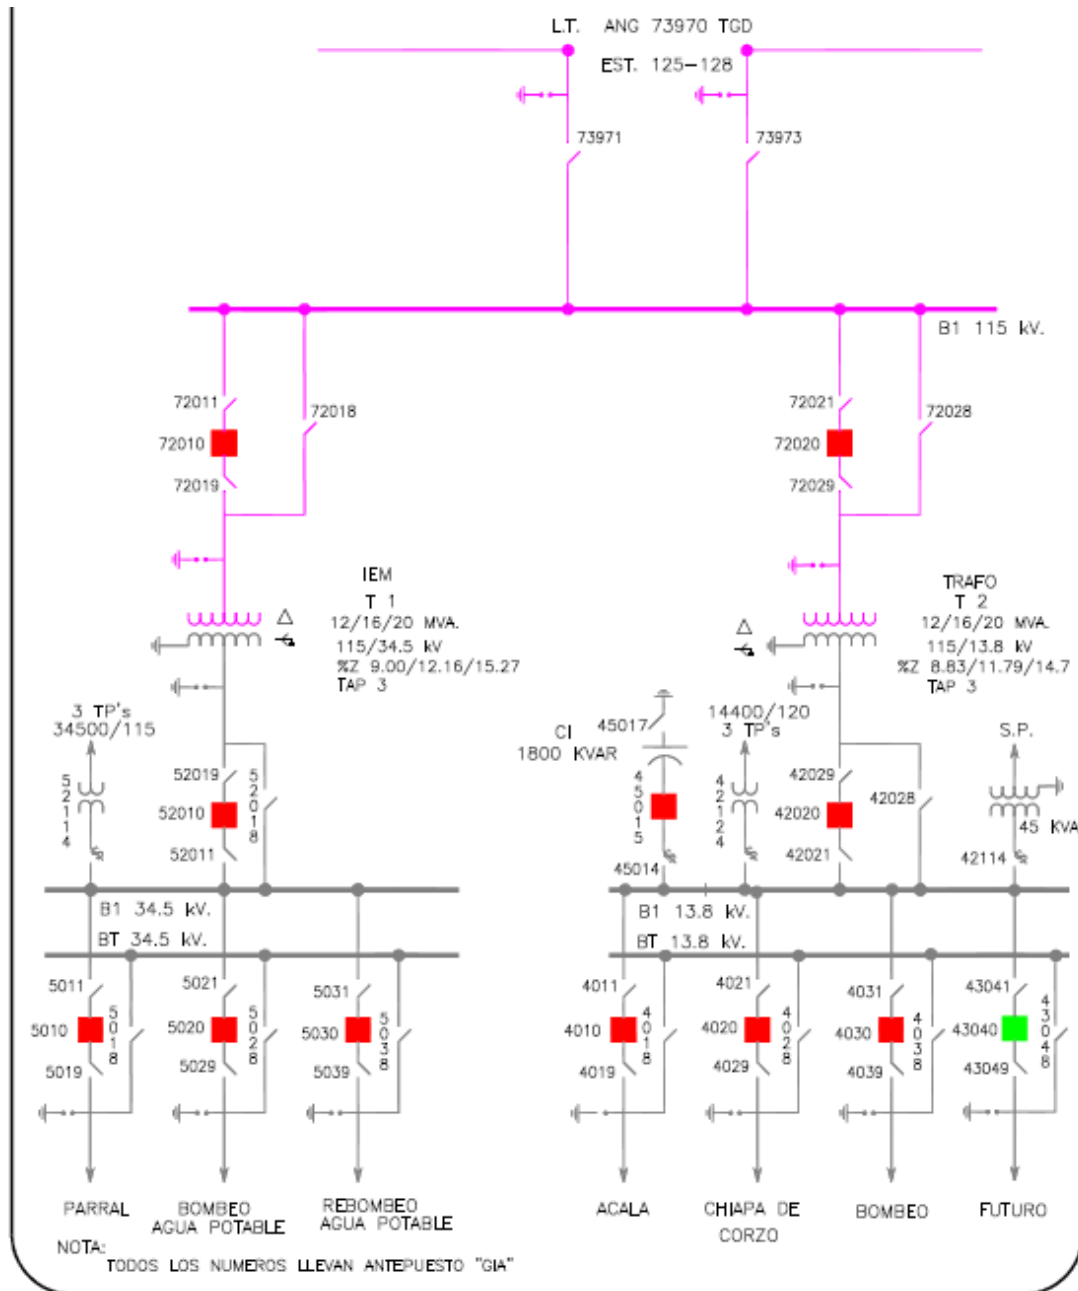 L.T. ANG 73970 TGD
EST. 125-128
73971
73973
B1 115 kV.
72011
72018
72010
72019
72021
72028
72020
72029
IEM
T 1
12/16/20 MVA.
115/34.5 kV
%Z 9.00/12.16/15.27
TAP 3
TRAFO
T 2
12/16/20 MVA.
115/13.8 kV
%Z 8.83/11.79/14.7
TAP 3
3 TP's
34500/115
52114
52019
52010
52011
52018
CI
1800 KVAR
45017
45015
45014
14400/120
3 TP's
42124
42029
42020
42021
42028
S.P.
45 KVA
42114
B1 34.5 kV.
BT 34.5 kV.
B1 13.8 kV.
BT 13.8 kV.
5011
5010
5019
5018
5021
5020
5029
5028
5031
5030
5039
5038
4011
4010
4019
4018
4021
4020
4029
4028
4031
4030
4039
4038
43041
43040
43049
43048
PARRAL
BOMBEO
AGUA POTABLE
REBOMBEO
AGUA POTABLE
ACALA
CHIAPA DE
CORZO
BOMBEO
FUTURO
NOTA:
TODOS LOS NUMEROS LLEVAN ANTEPUESTO "GIA"